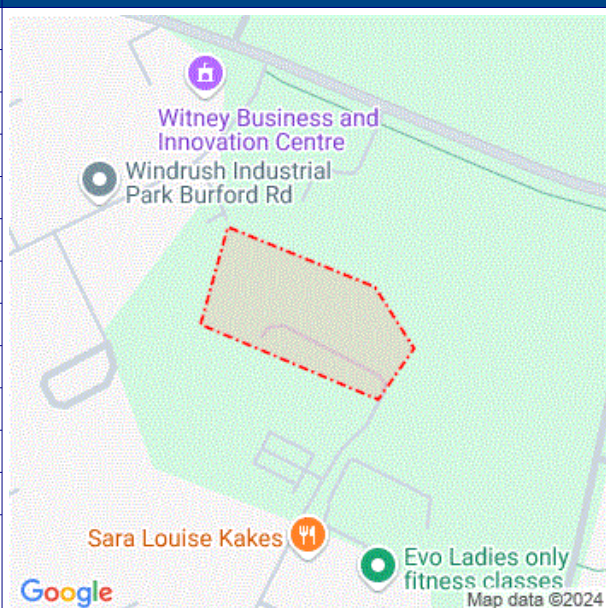 Witney Business and
Innovation Centre
Windrush Industrial
Park Burford Rd
Sara Louise Kakes
Evo Ladies only
fitness classes
Google
Map data ©2024